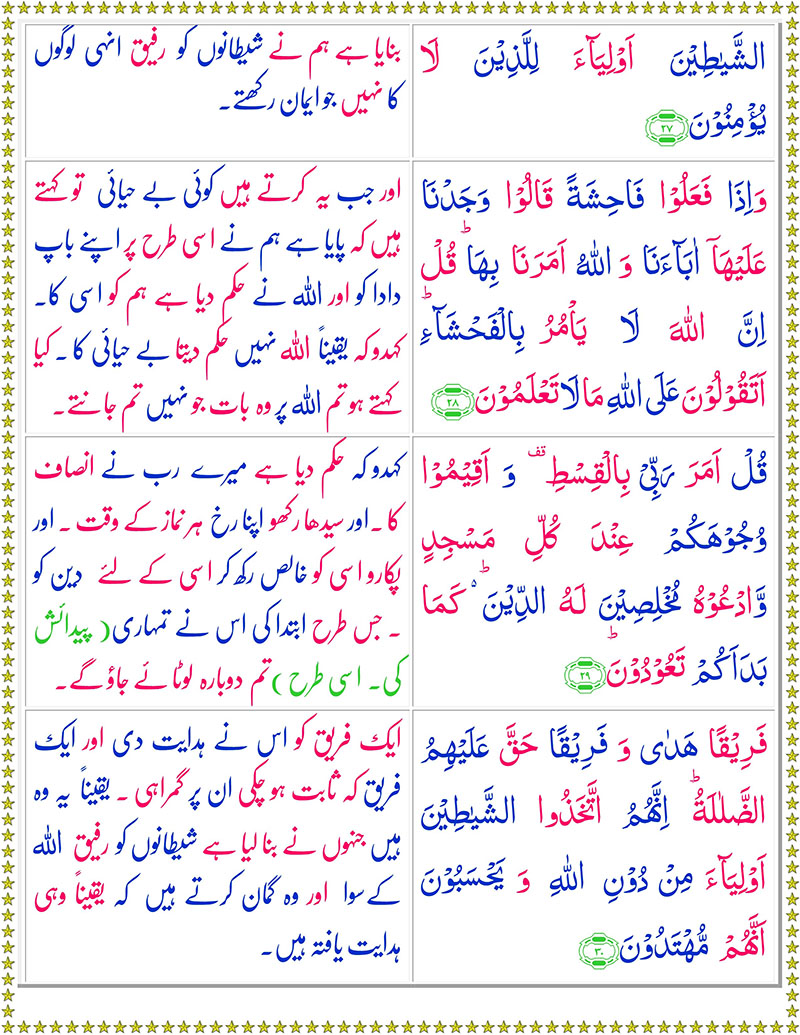 الشَّيٰطِيْنَ اَوْلِيَآءَ لِلَّذِيْنَ لَا
يُؤْمِنُوْنَ ۝۲۷
بنایا ہے ہم نے شیطانوں کو رفیق انہی لوگوں
کا نہیں جو ایمان رکھتے۔
وَاِذَا فَعَلُوْا فَاحِشَةً قَالُوْا وَجَدْنَا
عَلَيْهَآ اٰبَآءَنَا وَ اللّٰهُ اَمَرَنَا بِهَا ؕ قُلْ
اِنَّ اللّٰهَ لَا يَاْمُرُ بِالْفَحْشَآءِ ؕ
اَتَقُوْلُوْنَ عَلَى اللّٰهِ مَا لَا تَعْلَمُوْنَ ۝۲۸
اور جب یہ کرتے ہیں کوئی بے حیائی تو کہتے
ہیں کہ پایا ہے ہم نے اسی طرح پر اپنے باپ
دادا کو اور اللہ نے حکم دیا ہے ہم کو اسی کا۔
کہدو کہ یقیناً اللہ نہیں حکم دیتا بے حیائی کا ۔ کیا
کہتے ہو تم اللہ پر وہ بات جو نہیں تم جانتے۔
قُلْ اَمَرَ رَبِّيْ بِالْقِسْطِ ۫ وَ اَقِيْمُوْا
وُجُوْهَكُمْ عِنْدَ كُلِّ مَسْجِدٍ
وَّادْعُوْهُ مُخْلِصِيْنَ لَهُ الدِّيْنَ ؕ۬ كَمَا
بَدَاَكُمْ تَعُوْدُوْنَ ؕ ۝۲۹
کہدو کہ حکم دیا ہے میرے رب نے انصاف
کا ۔ اور سیدھا رکھو اپنا رخ ہر نماز کے وقت ۔ اور
پکارو اسی کو خالص رکھ کر اسی کے لئے دین کو
۔ جس طرح ابتدا کی اس نے تمہاری (پیدائش
کی۔ اسی طرح) تم دوبارہ لوٹائے جاؤ گے۔
فَرِيْقًا هَدٰى وَ فَرِيْقًا حَقَّ عَلَيْهِمُ
الضَّلٰلَةُ ؕ اِنَّهُمُ اتَّخَذُوا الشَّيٰطِيْنَ
اَوْلِيَآءَ مِنْ دُوْنِ اللّٰهِ وَ يَحْسَبُوْنَ
اَنَّهُمْ مُّهْتَدُوْنَ ۝۳۰
ایک فریق کو اس نے ہدایت دی اور ایک
فریق کہ ثابت ہو چکی ان پر گمراہی ۔ یقیناً یہ وہ
ہیں جنہوں نے بنا لیا ہے شیطانوں کو رفیق اللہ
کے سوا اور وہ گمان کرتے ہیں کہ یقیناً وہی
ہدایت یافتہ ہیں۔